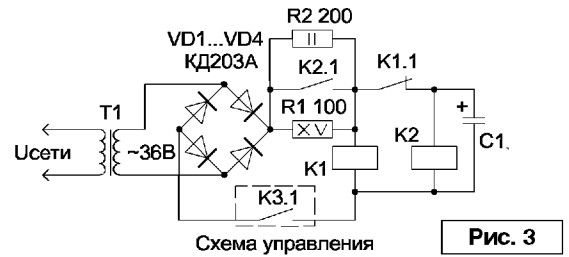 R2 200
VD1...VD4
КД203А
K2.1
K1.1
T1
R1 100
Uсети
~36В
K1
K2
+
C1
K3.1
Схема управления
Рис. 3